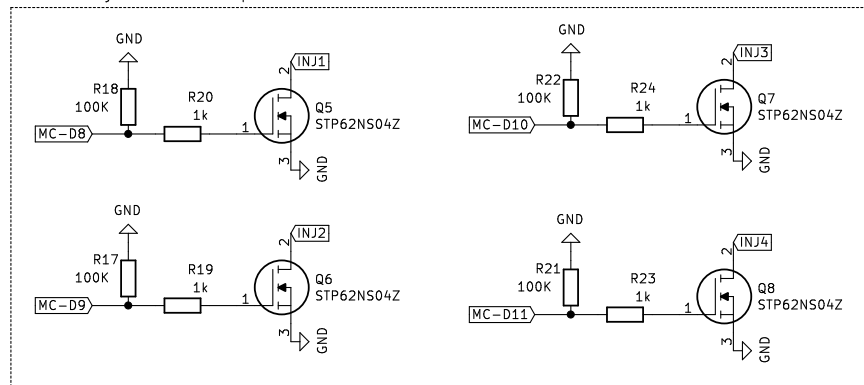 GND
R18
100K
R20
1k
MC-D8
1
2
INJ1
Q5
STP62NS04Z
3
GND
GND
R22
100K
R24
1k
MC-D10
1
2
INJ3
Q7
STP62NS04Z
3
GND
GND
R17
100K
R19
1k
MC-D9
1
2
INJ2
Q6
STP62NS04Z
3
GND
GND
R21
100K
R23
1k
MC-D11
1
2
INJ4
Q8
STP62NS04Z
3
GND